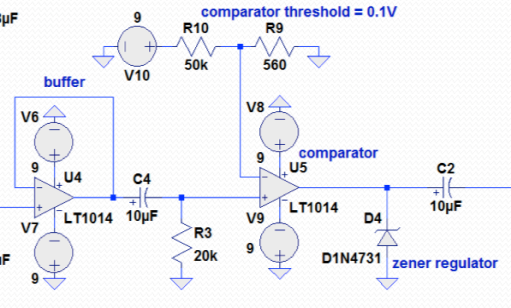 comparator threshold = 0.1V
9
R10
R9
V10
50k
560
buffer
V6
V8
9
U4
9
U5
comparator
C4
C2
V7
LT1014
10µF
V9
LT1014
10µF
R3
20k
D4
D1N4731
9
9
zener regulator